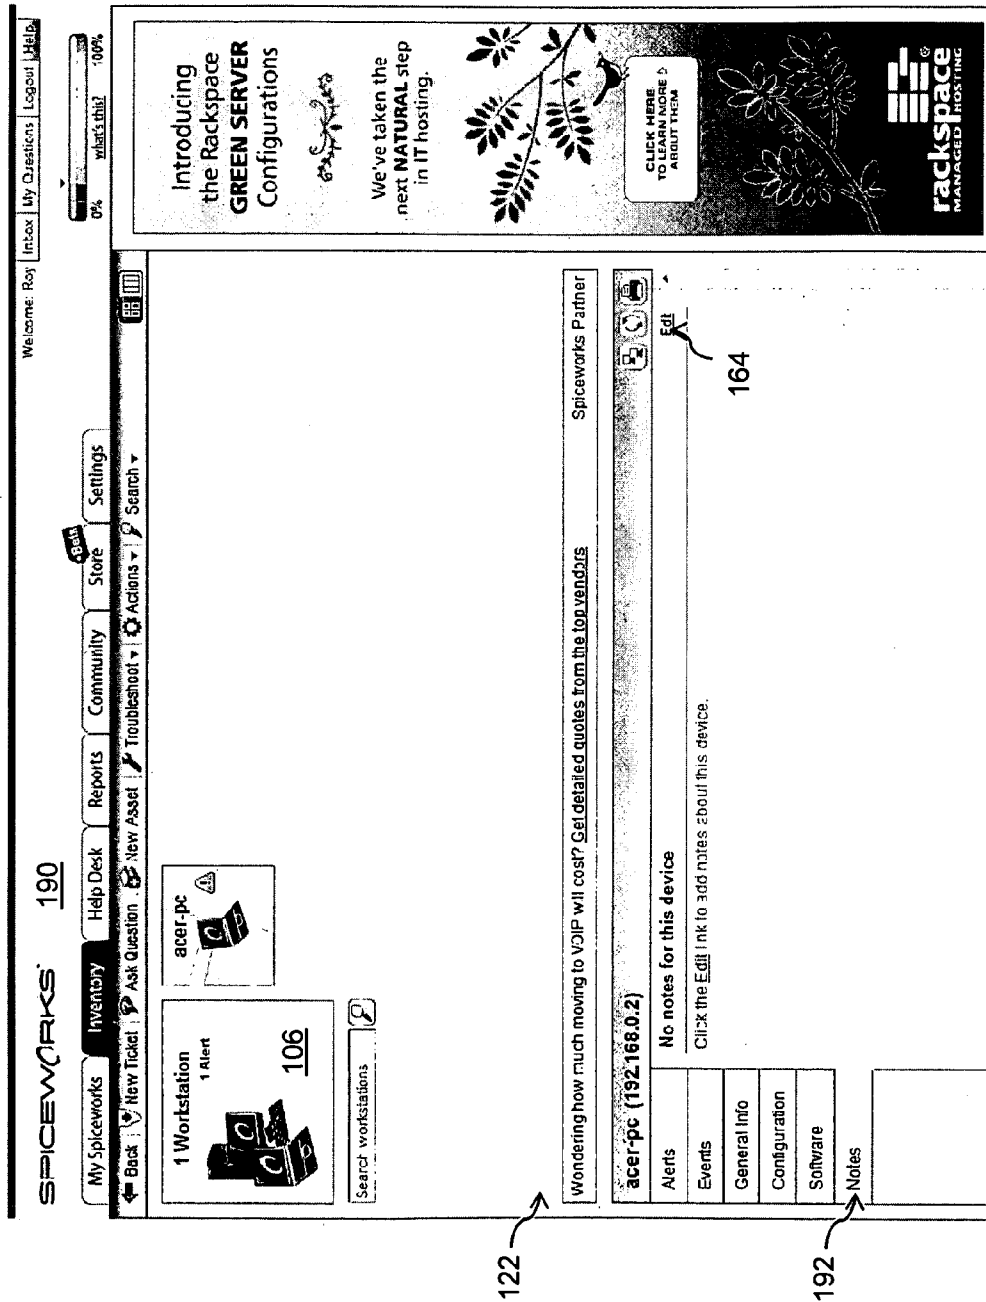 Welcome: Roy | Inbox | My Questions | Logout | Help
SPICEWORKS
190
0% what's this? 100%
My Spiceworks
Inventory
Help Desk
Reports
Community
Store
Beta
Settings
Back New Ticket Ask Question New Asset Troubleshoot Actions Search
1 Workstation
1 Alert
106
acer-pc
Search workstations
122
Wondering how much moving to VOIP will cost? Get detailed quotes from the top vendors
Spiceworks Partner
acer-pc (192.168.0.2)
Alerts
Events
General Info
Configuration
Software
Notes
192
No notes for this device
Edit
164
Click the Edit link to add notes about this device.
Introducing
the Rackspace
GREEN SERVER
Configurations
We've taken the
next NATURAL step
in IT hosting.
CLICK HERE
TO LEARN MORE
ABOUT THEM
rackspace®
MANAGED HOSTING